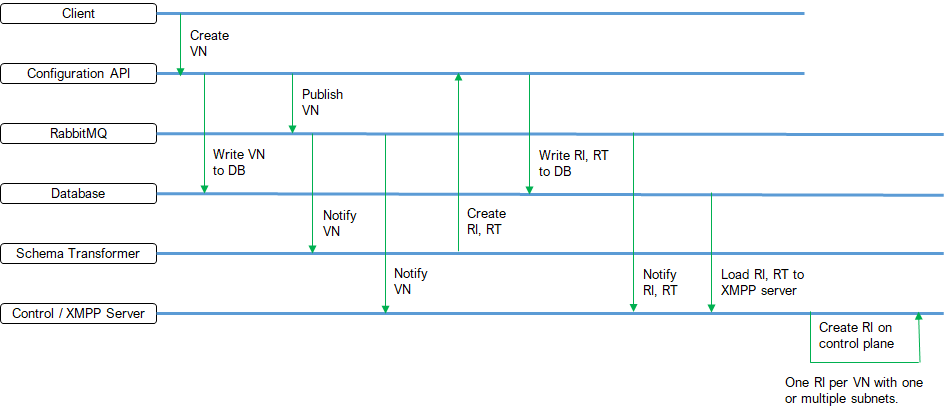 Client
Create
VN
Configuration API
Publish
VN
RabbitMQ
Write VN
to DB
Write RI, RT
to DB
Database
Notify
VN
Create
RI, RT
Schema Transformer
Notify
VN
Notify
RI, RT
Load RI, RT to
XMPP server
Control / XMPP Server
Create RI on
control plane
One RI per VN with one
or multiple subnets.